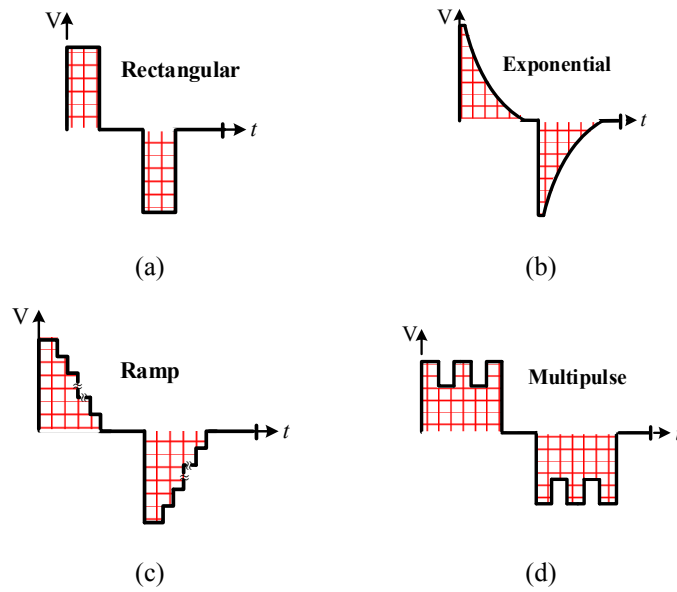 V
Rectangular
t
(a)
V
Exponential
t
(b)
V
Ramp
t
(c)
V
Multipulse
t
(d)